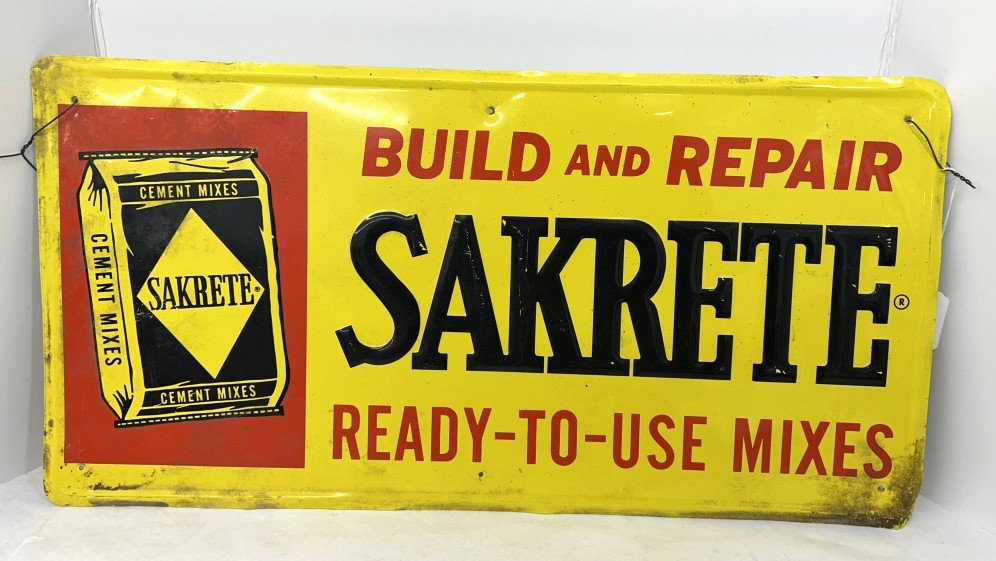 CEMENT MIXES
CEMENT MIXES
SAKRETE®
CEMENT MIXES
BUILD AND REPAIR
SAKRETE®
READY-TO-USE MIXES